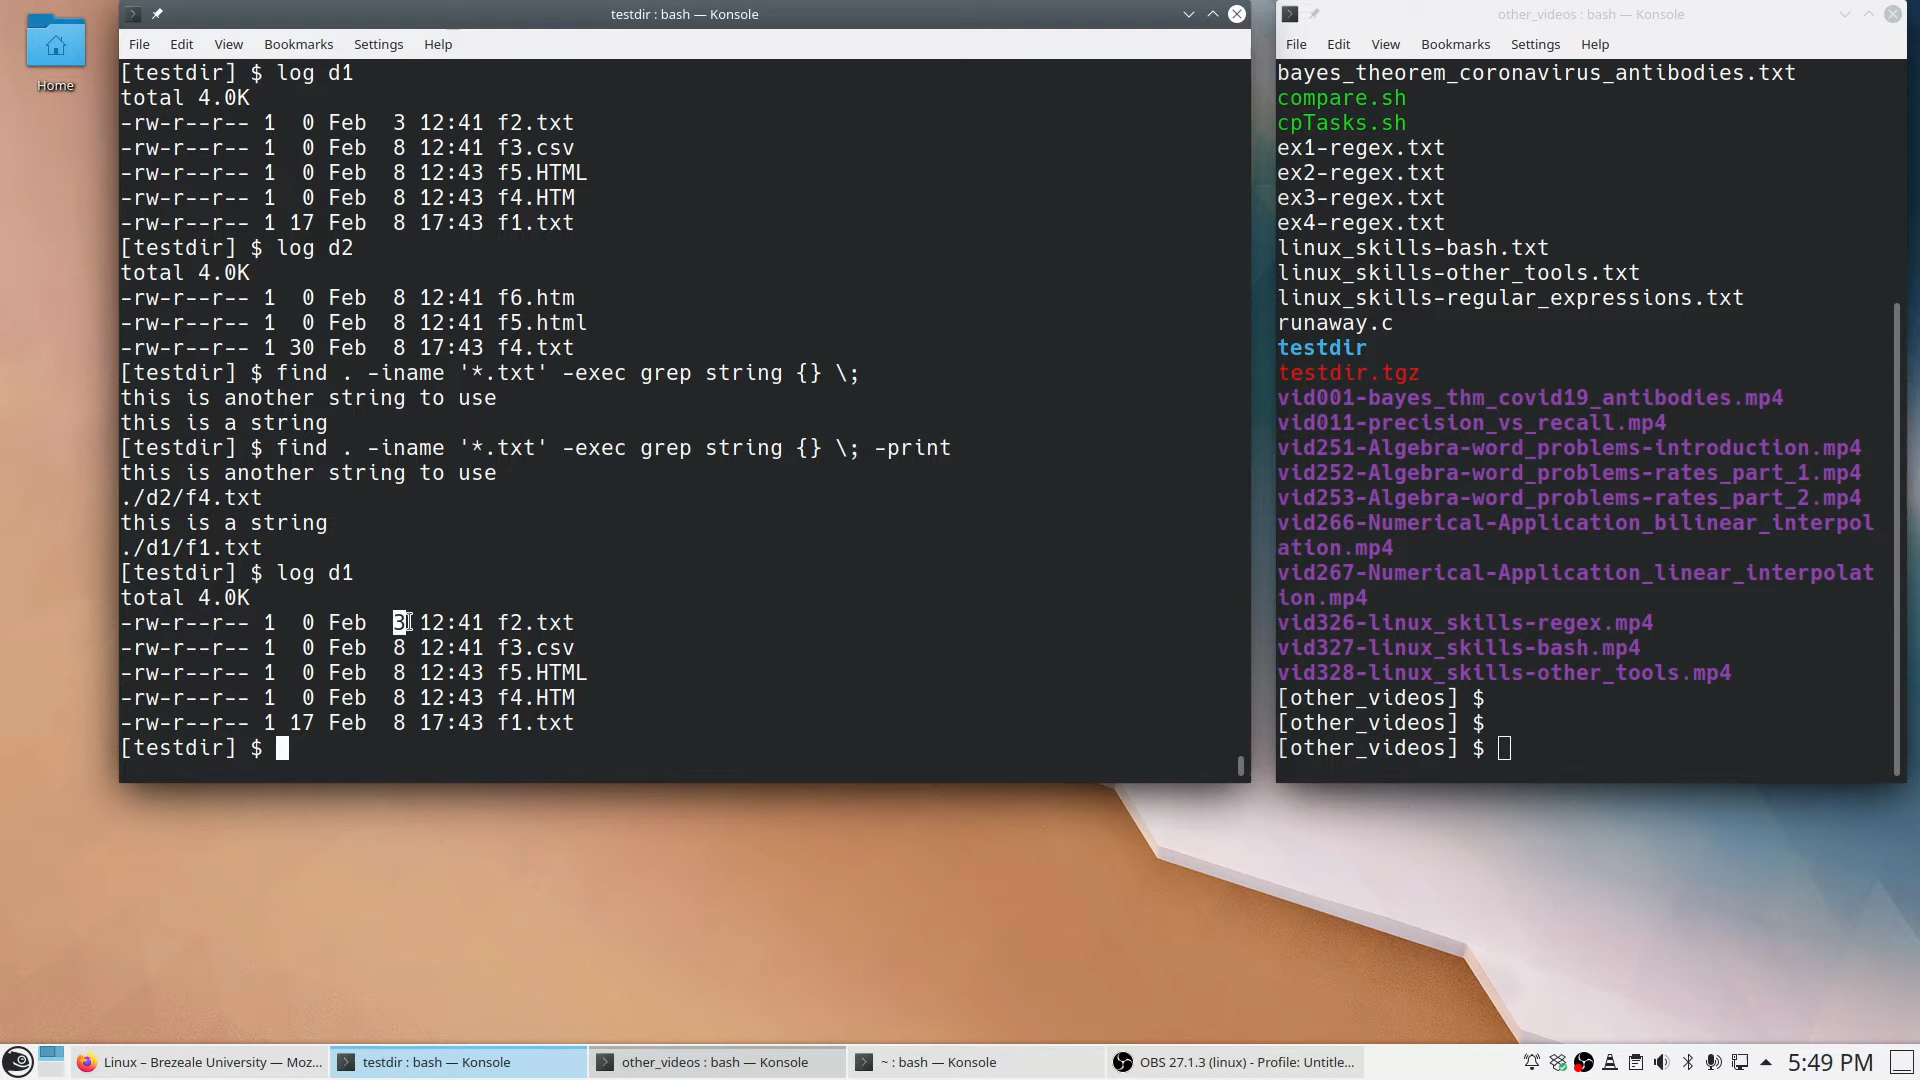 Home
testdir : bash — Konsole
File Edit View Bookmarks Settings Help
[testdir] $ log d1
total 4.0K
-rw-r--r-- 1  0 Feb  3 12:41 f2.txt
-rw-r--r-- 1  0 Feb  8 12:41 f3.csv
-rw-r--r-- 1  0 Feb  8 12:43 f5.HTML
-rw-r--r-- 1  0 Feb  8 12:43 f4.HTM
-rw-r--r-- 1 17 Feb  8 17:43 f1.txt
[testdir] $ log d2
total 4.0K
-rw-r--r-- 1  0 Feb  8 12:41 f6.htm
-rw-r--r-- 1  0 Feb  8 12:41 f5.html
-rw-r--r-- 1 30 Feb  8 17:43 f4.txt
[testdir] $ find . -iname '*.txt' -exec grep string {} \;
this is another string to use
this is a string
[testdir] $ find . -iname '*.txt' -exec grep string {} \; -print
this is another string to use
./d2/f4.txt
this is a string
./d1/f1.txt
[testdir] $ log d1
total 4.0K
-rw-r--r-- 1  0 Feb  3 12:41 f2.txt
-rw-r--r-- 1  0 Feb  8 12:41 f3.csv
-rw-r--r-- 1  0 Feb  8 12:43 f5.HTML
-rw-r--r-- 1  0 Feb  8 12:43 f4.HTM
-rw-r--r-- 1 17 Feb  8 17:43 f1.txt
[testdir] $
other_videos : bash — Konsole
File Edit View Bookmarks Settings Help
bayes_theorem_coronavirus_antibodies.txt
compare.sh
cpTasks.sh
ex1-regex.txt
ex2-regex.txt
ex3-regex.txt
ex4-regex.txt
linux_skills-bash.txt
linux_skills-other_tools.txt
linux_skills-regular_expressions.txt
runaway.c
testdir
testdir.tgz
vid001-bayes_thm_covid19_antibodies.mp4
vid011-precision_vs_recall.mp4
vid251-Algebra-word_problems-introduction.mp4
vid252-Algebra-word_problems-rates_part_1.mp4
vid253-Algebra-word_problems-rates_part_2.mp4
vid266-Numerical-Application_bilinear_interpol
ation.mp4
vid267-Numerical-Application_linear_interpolat
ion.mp4
vid326-linux_skills-regex.mp4
vid327-linux_skills-bash.mp4
vid328-linux_skills-other_tools.mp4
[other_videos] $
[other_videos] $
[other_videos] $
Linux – Brezeale University — Moz...
testdir : bash — Konsole
other_videos : bash — Konsole
~ : bash — Konsole
OBS 27.1.3 (linux) - Profile: Untitle...
5:49 PM